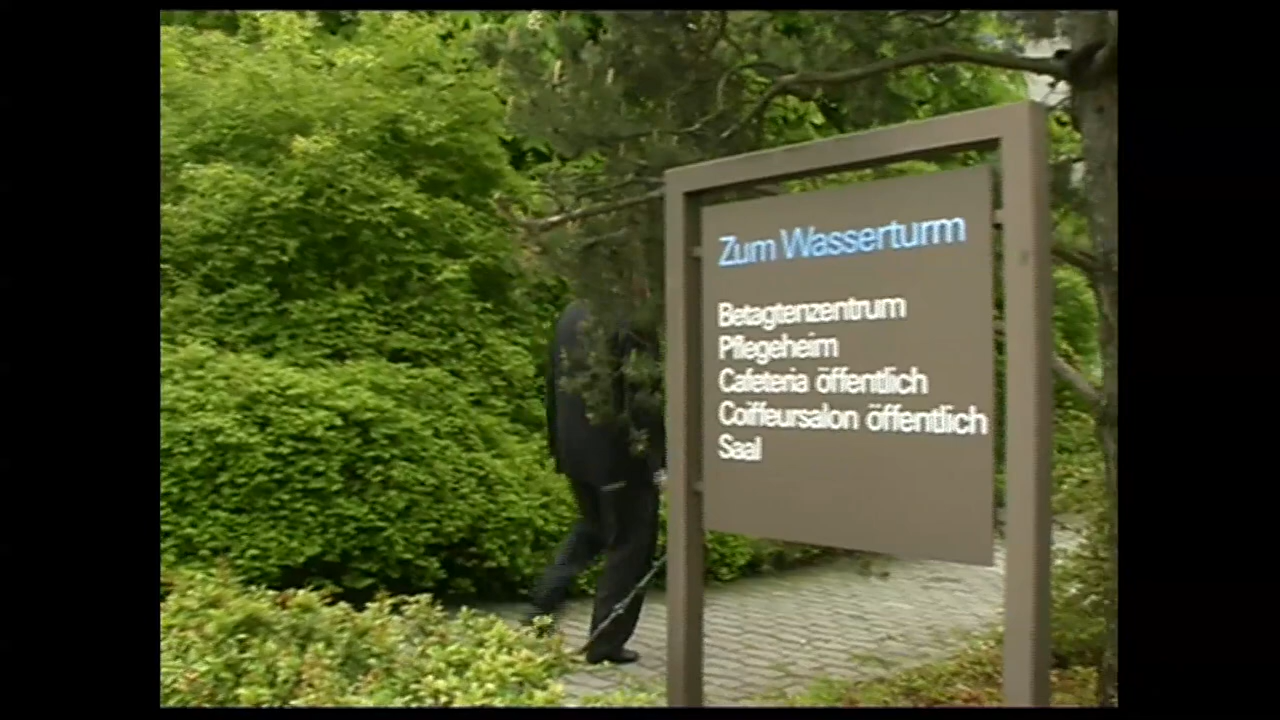 Zum Wasserturm
Betagtenzentrum
Pflegeheim
Cafeteria öffentlich
Coiffeursalon öffentlich
Saal